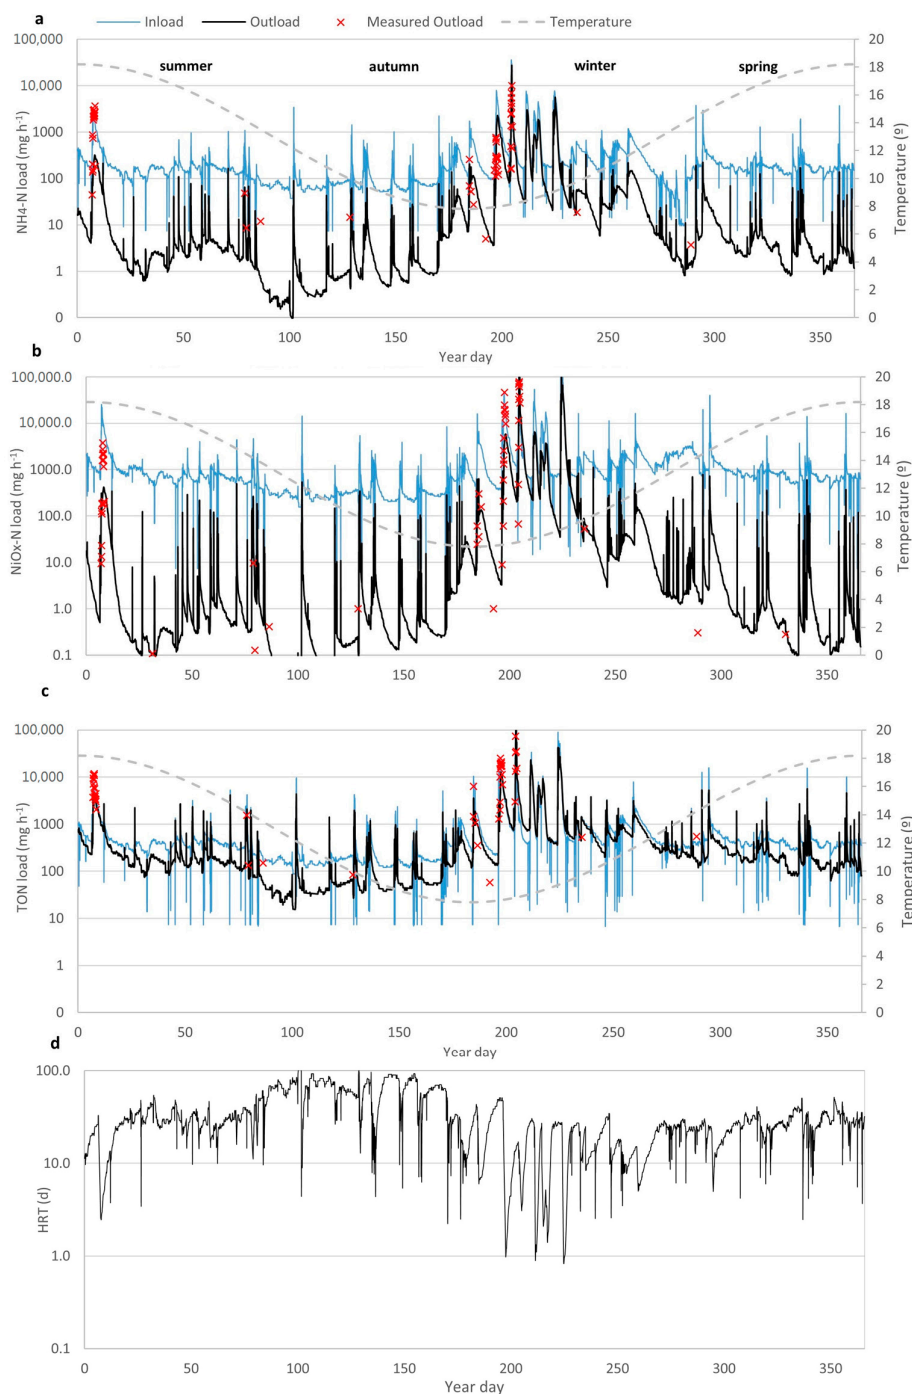 a
Inload Outload Measured Outload Temperature
100,000 20
18
10,000 16
1000 14
12
100 10
8
10 6
1 4
2
0 0
summer autumn winter spring
NH4-N load (mg h⁻¹)
Temperature (º)
0 50 100 150 200 250 300 350
Year day
b
100,000.0 20
18
10,000.0 16
1000.0 14
12
100.0 10
10.0 8
6
1.0 4
2
0.1 0
NiOx-N load (mg h⁻¹)
Temperature (º)
0 50 100 150 200 250 300 350
c
100,000 20
18
10,000 16
1000 14
12
100 10
10 8
6
1 4
2
0 0
TON load (mg h⁻¹)
Temperature (º)
0 50 100 150 200 250 300 350
Year day
d
100.0
10.0
1.0
0.1
HRT (d)
0 50 100 150 200 250 300 350
Year day